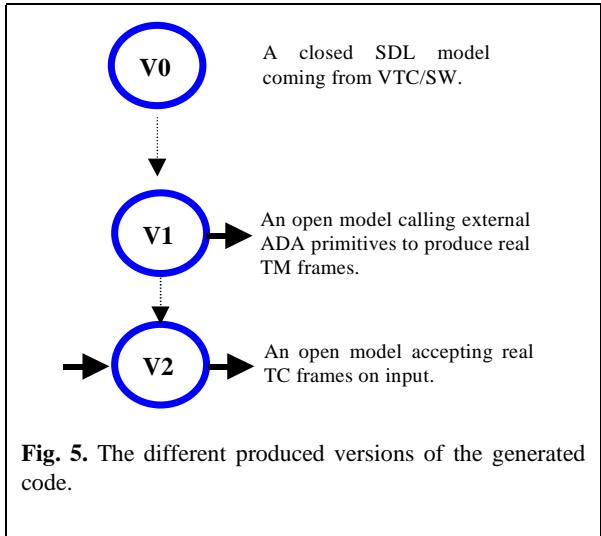 V0
A closed SDL model
coming from VTC/SW.
V1
An open model calling external
ADA primitives to produce real
TM frames.
V2
An open model accepting real
TC frames on input.
Fig. 5. The different produced versions of the generated
code.